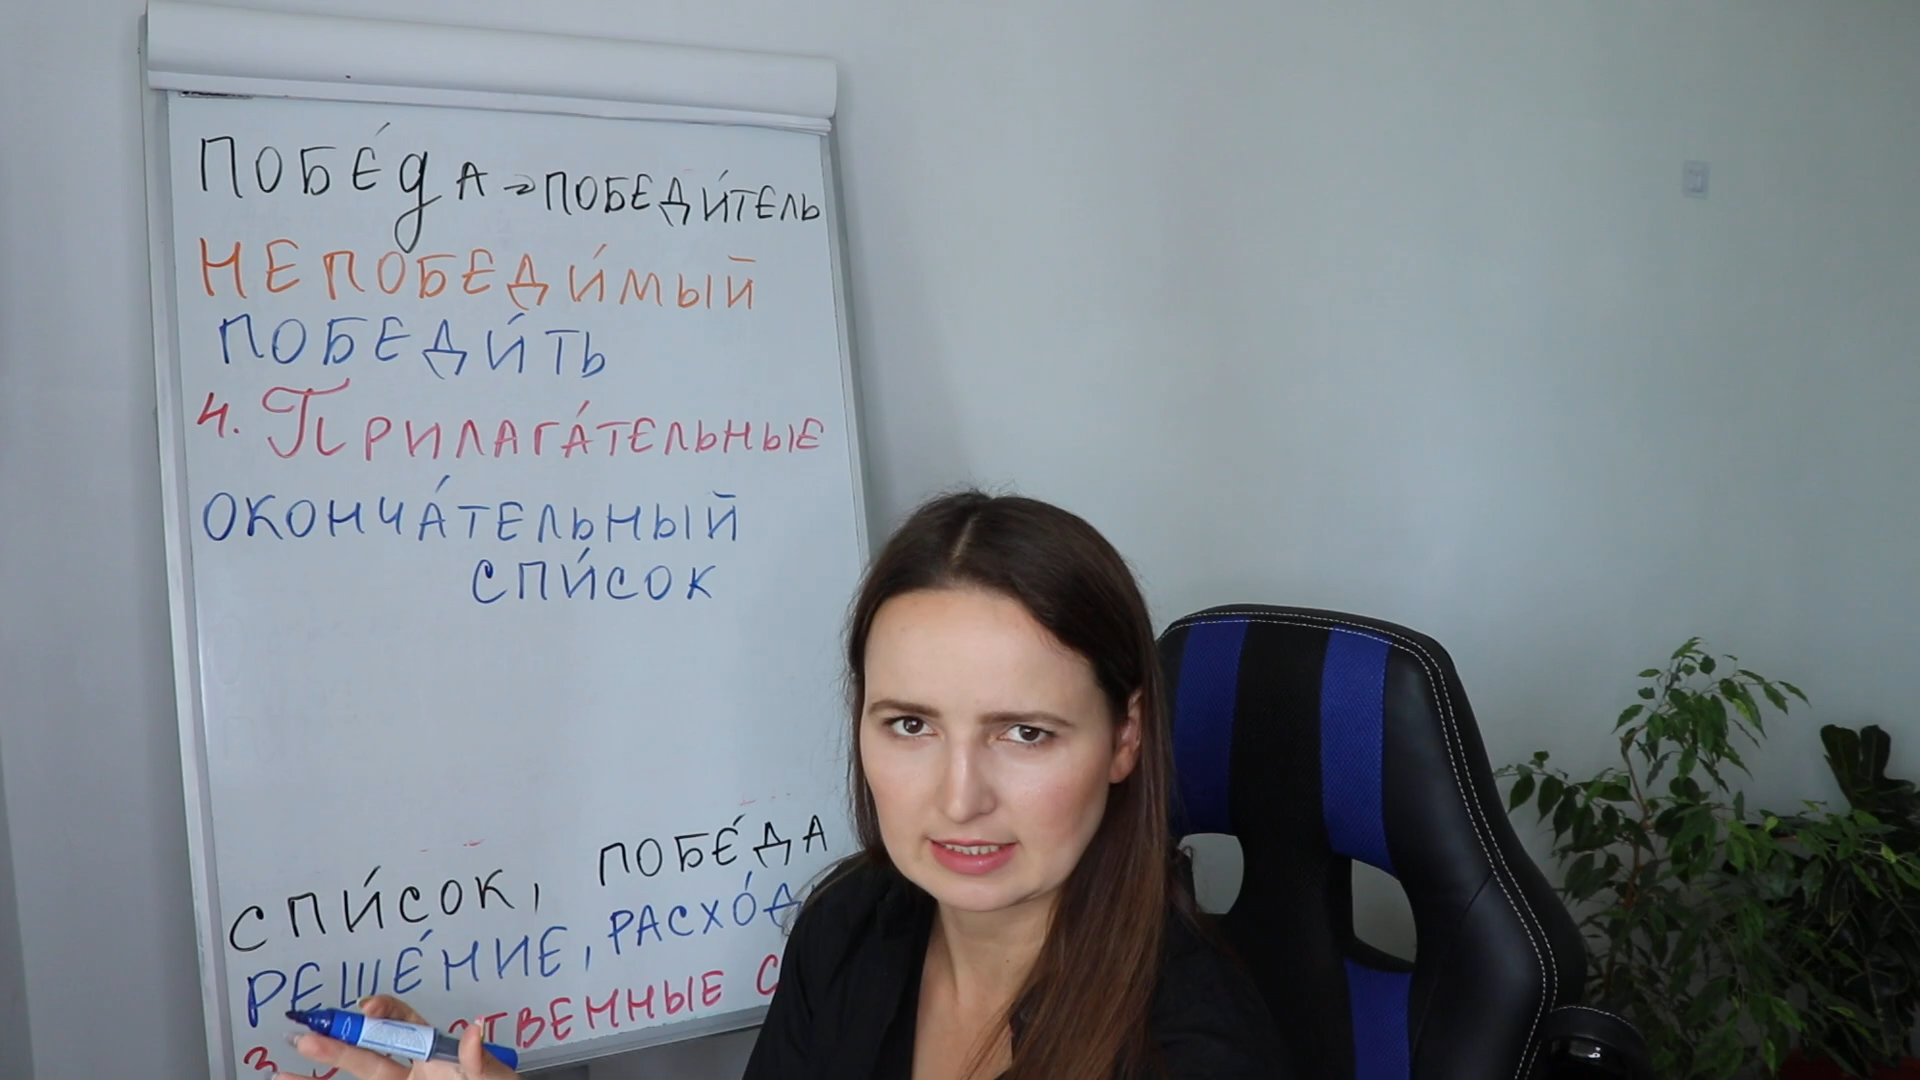 ПОБЕ́ДА → ПОБЕДИ́ТЕЛЬ
НЕПОБЕДИ́МЫЙ
ПОБЕДИ́ТЬ
4. ПРИЛАГА́ТЕЛЬНЫЕ
ОКОНЧА́ТЕЛЬНЫЙ
СПИ́СОК
СПИ́СОК, ПОБЕ́ДА
РЕШЕ́НИЕ, РАСХО́Д
3.